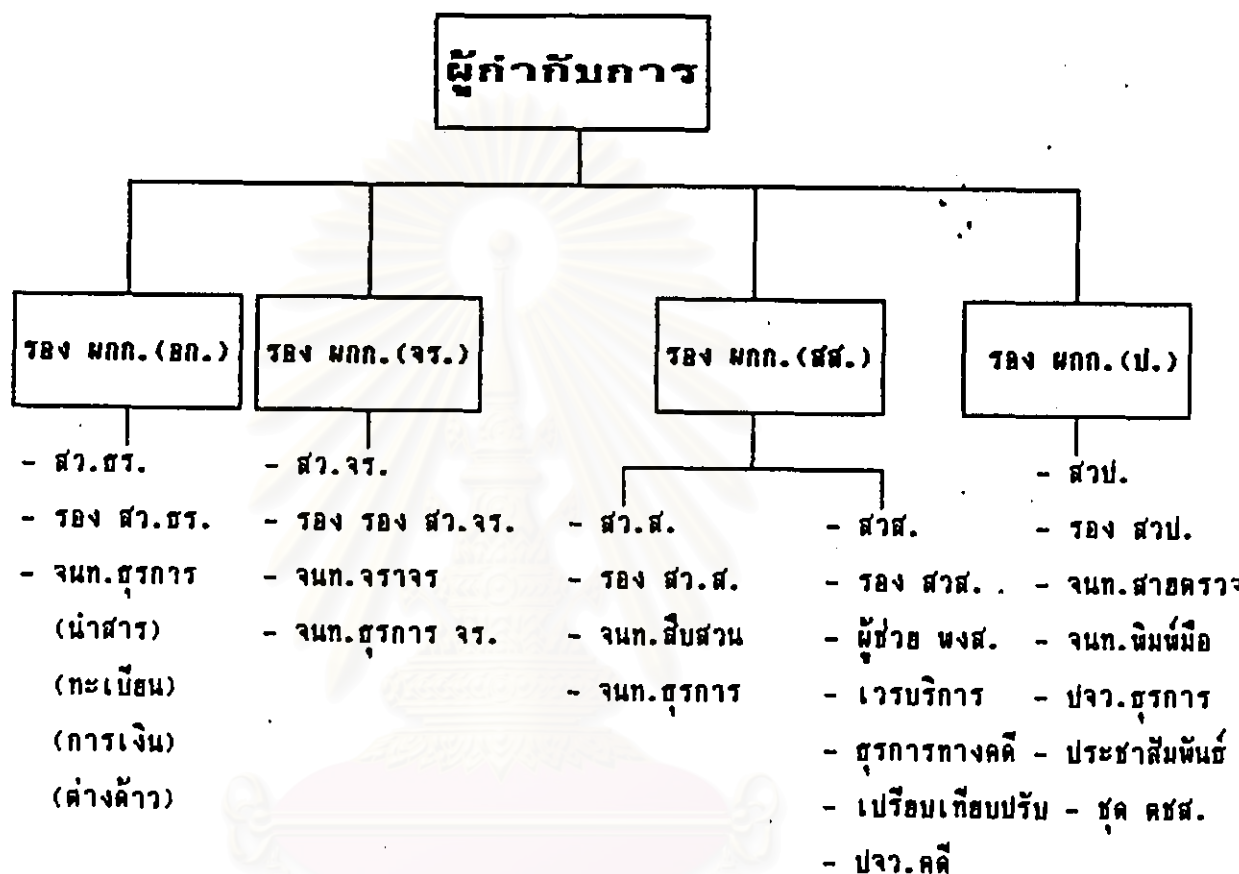 ผู้กำกับการ
รอง ผกก.(อก.)
- สว.ธร.
- รอง สว.ธร.
- จนท.ธุรการ
(นำสาร)
(ทะเบียน)
(การเงิน)
(ต่างด้าว)
รอง ผกก.(จร.)
- สว.จร.
- รอง รอง สว.จร.
- จนท.จราจร
- จนท.ธุรการ จร.
รอง ผกก.(สส.)
- สว.ส.
- รอง สว.ส.
- จนท.สืบสวน
- จนท.ธุรการ
- สวส.
- รอง สวส.
- ผู้ช่วย พงส.
- เวรบริการ
- ธุรการทางคดี
- เปรียบเทียบปรับ
- ปจว.คดี
รอง ผกก.(ป.)
- สวป.
- รอง สวป.
- จนท.สายตรวจ
- จนท.พิมพ์มือ
- ปจว.ธุรการ
- ประชาสัมพันธ์
- ชุด ตชส.